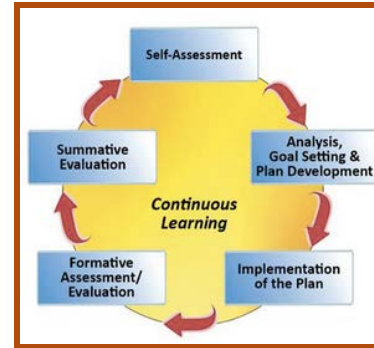 Self-Assessment
Analysis,
Goal Setting &
Plan Development
Implementation
of the Plan
Formative
Assessment/
Evaluation
Summative
Evaluation
Continuous
Learning